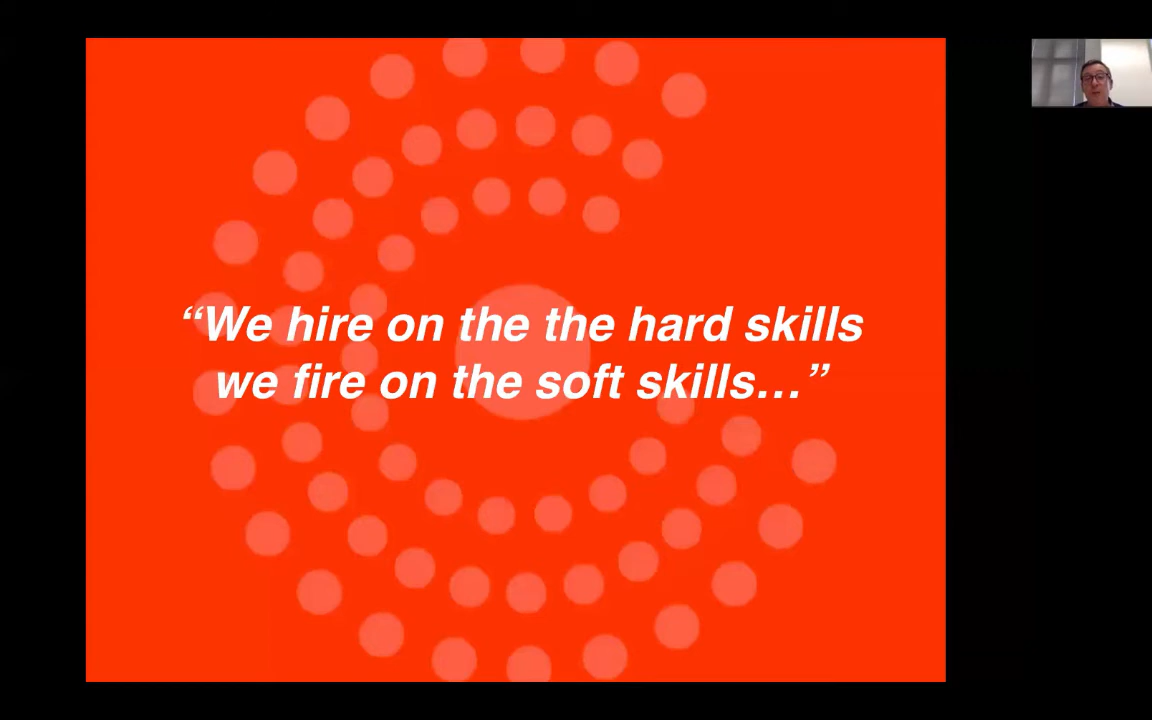 “We hire on the the hard skills
we fire on the soft skills…”